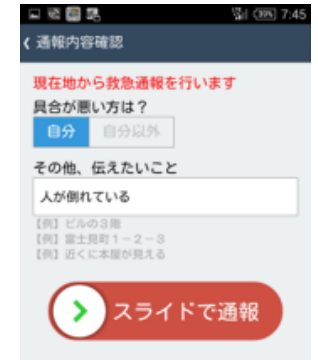 39% 7:45
通報内容確認
現在地から救急通報を行います
具合が悪い方は？
自分 自分以外
その他、伝えたいこと
人が倒れている
【例】ビルの3階
【例】富士見町1－2－3
【例】近くに本屋が見える
スライドで通報